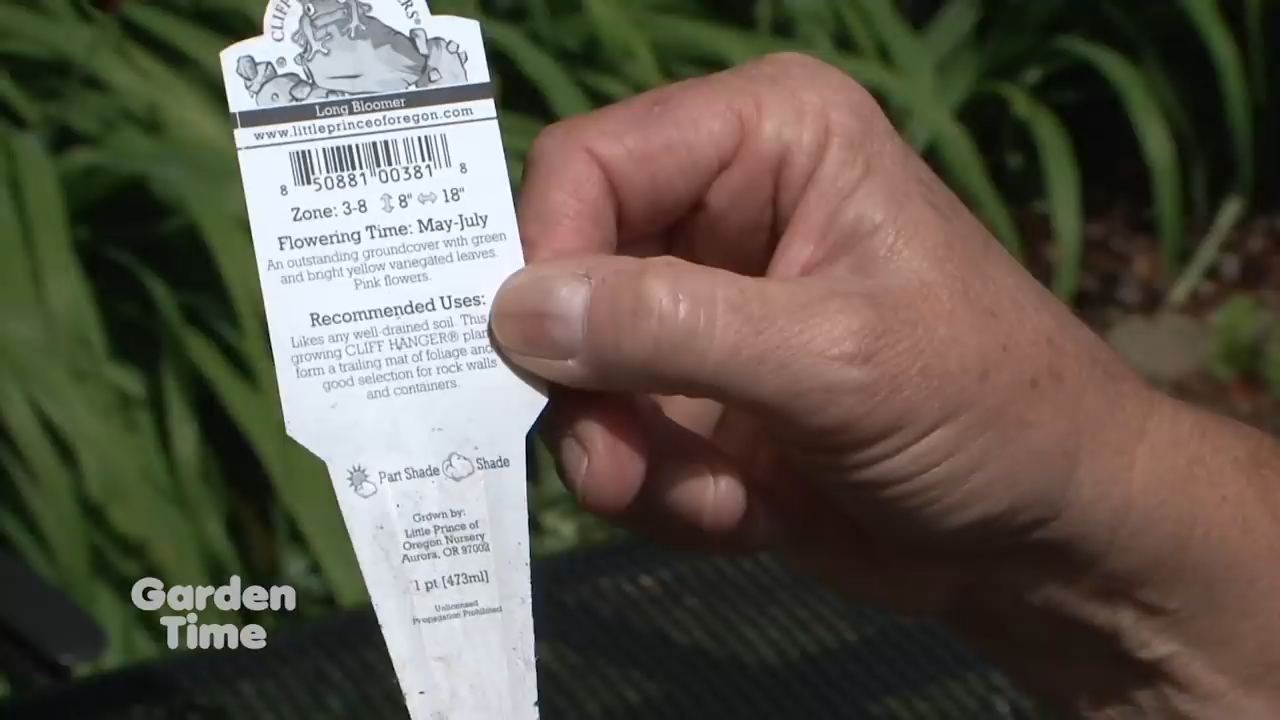 CLIFF
ERS®
Long Bloomer
www.littleprinceoforegon.com
8 50881 00381 8
Zone: 3-8 8" 18"
Flowering Time: May-July
An outstanding groundcover with green
and bright yellow variegated leaves.
Pink flowers.
Recommended Uses:
Likes any well-drained soil. This
growing CLIFF HANGER® plan
form a trailing mat of foliage and
good selection for rock walls
and containers.
Part Shade Shade
Grown by:
Little Prince of
Oregon Nursery
Aurora, OR 97002
1 pt [473ml]
Unlicensed
Propagation Prohibited
Garden
Time